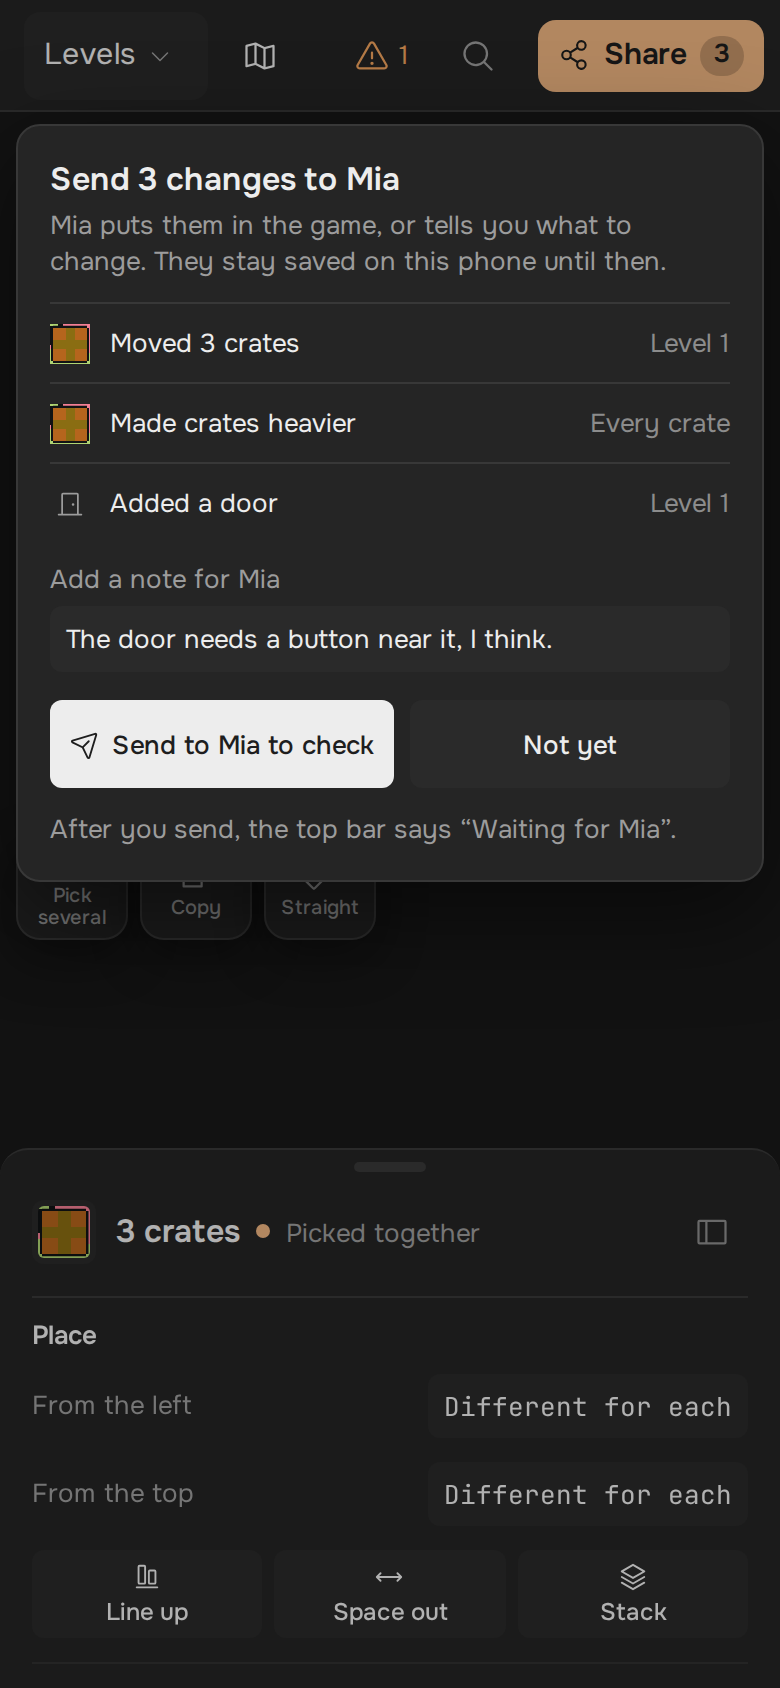 Levels
1
Share 3
Send 3 changes to Mia
Mia puts them in the game, or tells you what to
change. They stay saved on this phone until then.
Moved 3 crates Level 1
Made crates heavier Every crate
Added a door Level 1
Add a note for Mia
The door needs a button near it, I think.
Send to Mia to check
Not yet
After you send, the top bar says “Waiting for Mia”.
Pick
several
Copy
Straight
3 crates Picked together
Place
From the left Different for each
From the top Different for each
Line up
Space out
Stack